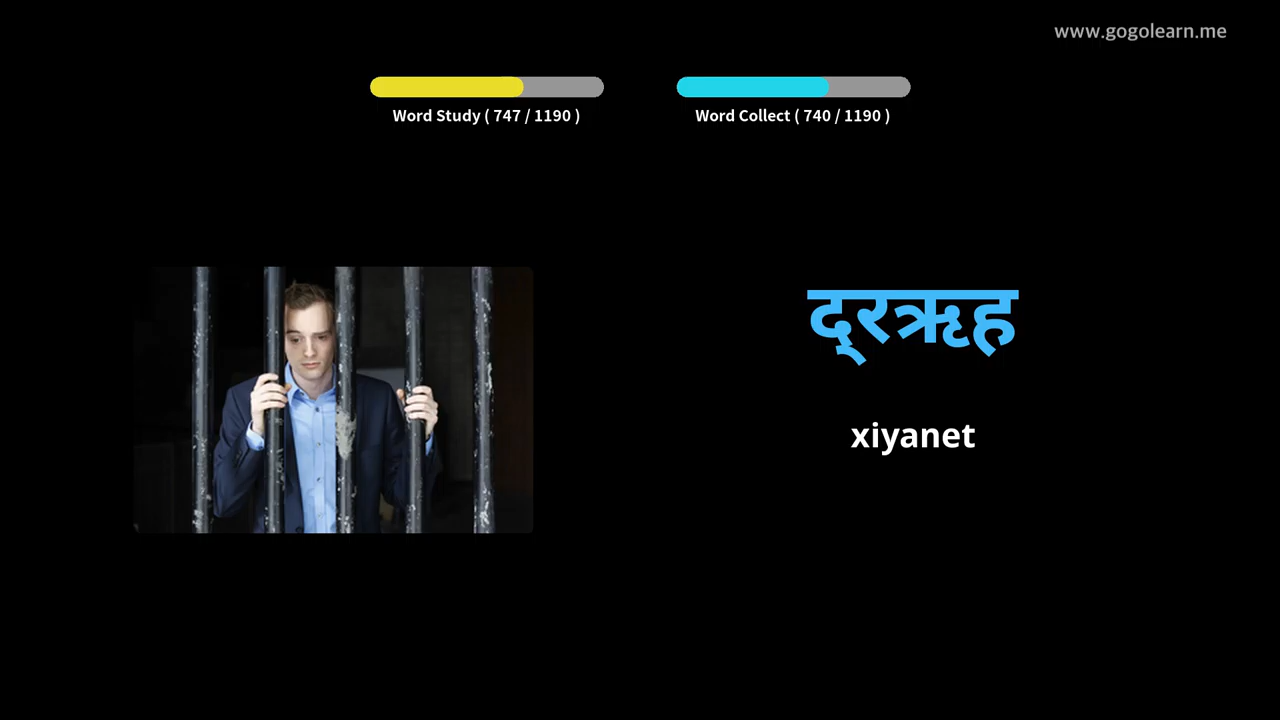 www.gogolearn.me
Word Study ( 747 / 1190 )
Word Collect ( 740 / 1190 )
द्‌रऋह
xiyanet